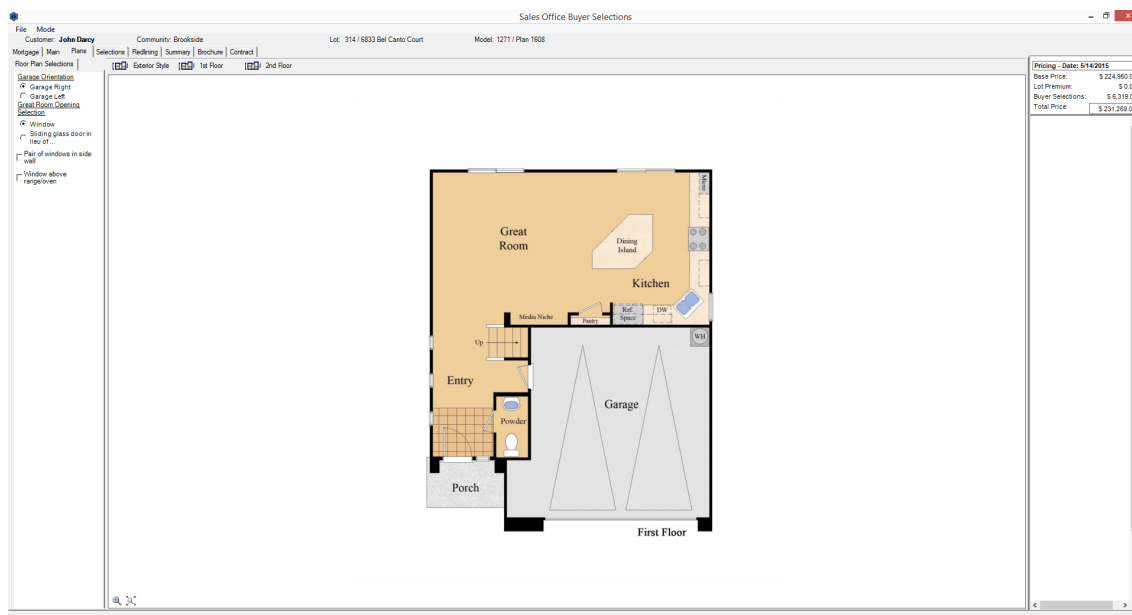 Sales Office Buyer Selections
File Mode
Customer: John Darcy Community: Brookside Lot: 314 / 6833 Bel Canto Court Model: 1271 / Plan 1608
Mortgage Main Plans Selections Redlining Summary Brochure Contract
Floor Plan Selections Exterior Style 1st Floor 2nd Floor
Garage Orientation
Garage Right
Garage Left
Great Room Opening
Selection
Window
Sliding glass door in
lieu of ...
Pair of windows in side
wall
Window above
range/oven
Pricing - Date: 5/14/2015
Base Price: $ 224,950.0
Lot Premium: $ 0.0
Buyer Selections: $ 6,319.0
Total Price: $ 231,269.0
Micro
Great
Room
Dining
Island
Kitchen
Media Niche
Pantry
Ref.
Space
DW
Up
WH
Entry
Garage
Powder
Porch
First Floor